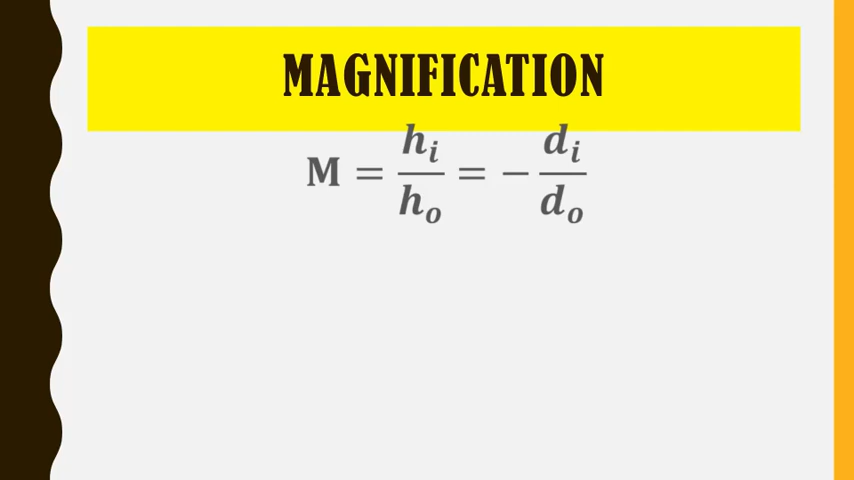 MAGNIFICATION
M = hᵢ/hₒ = − dᵢ/dₒ